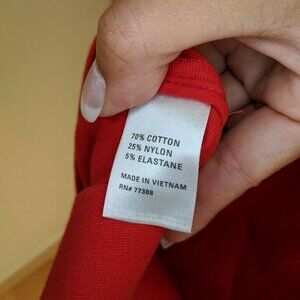 70% COTTON
25% NYLON
5% ELASTANE
MADE IN VIETNAM
RN# 77388